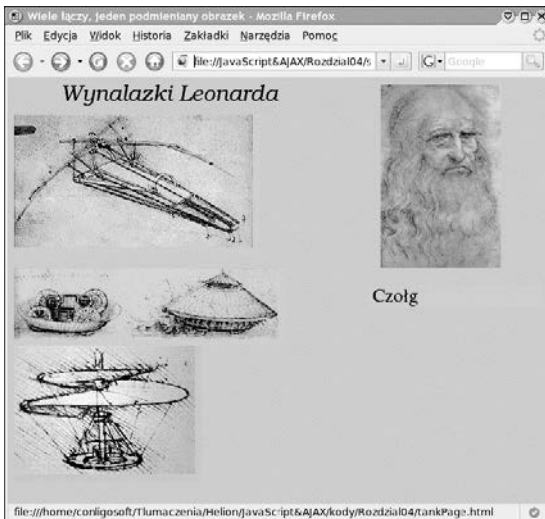 Wiele łączy, jeden podmieniany obrazek - Mozilla Firefox
Plik Edycja Widok Historia Zakładki Narzędzia Pomoc
file://JavaScript&AJAX/Rozdzial04/s G Google
Wynalazki Leonarda
Czołg
file:///home/conligosoft/Tlumaczenia/Helion/JavaScript&AJAX/kody/Rozdzial04/tankPage.html